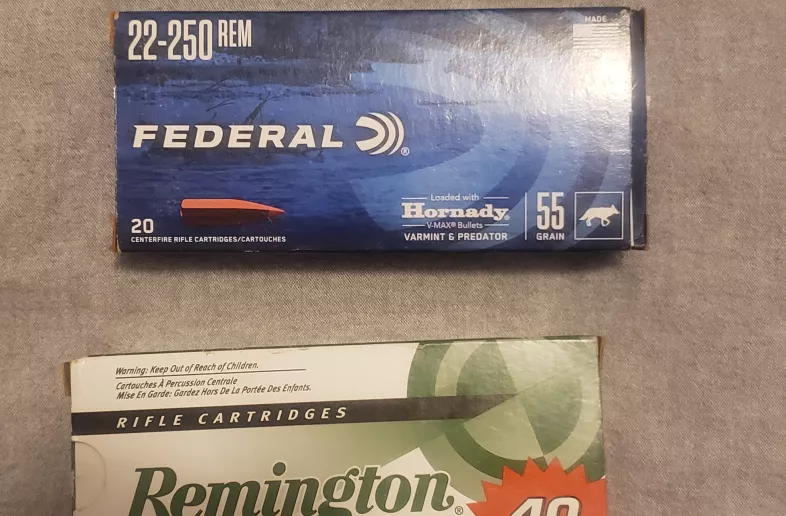 22-250 REM
MADE
FEDERAL
®
Loaded with
Hornady®
V-MAX® Bullets
VARMINT & PREDATOR
55
GRAIN
20
CENTERFIRE RIFLE CARTRIDGES/CARTOUCHES
Warning: Keep Out of Reach of Children.
Cartouches À Percussion Centrale
Mise En Garde: Gardez Hors De La Portée Des Enfants.
RIFLE CARTRIDGES
Remington®
40